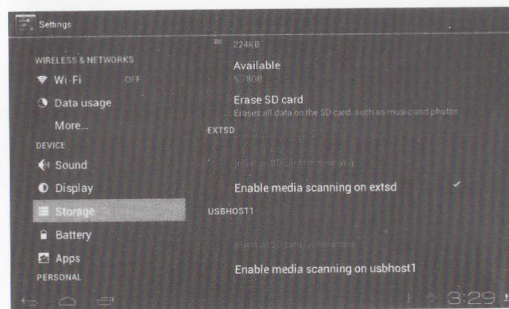 Settings
WIRELESS & NETWORKS
Wi-Fi OFF
Data usage
More...
DEVICE
Sound
Display
Storage
Battery
Apps
PERSONAL
224KB
Available
5.78GB
Erase SD card
Erases all data on the SD card, such as music and photos
EXTSD
Enable media scanning on extsd
USBHOST1
Enable media scanning on usbhost1
3:29